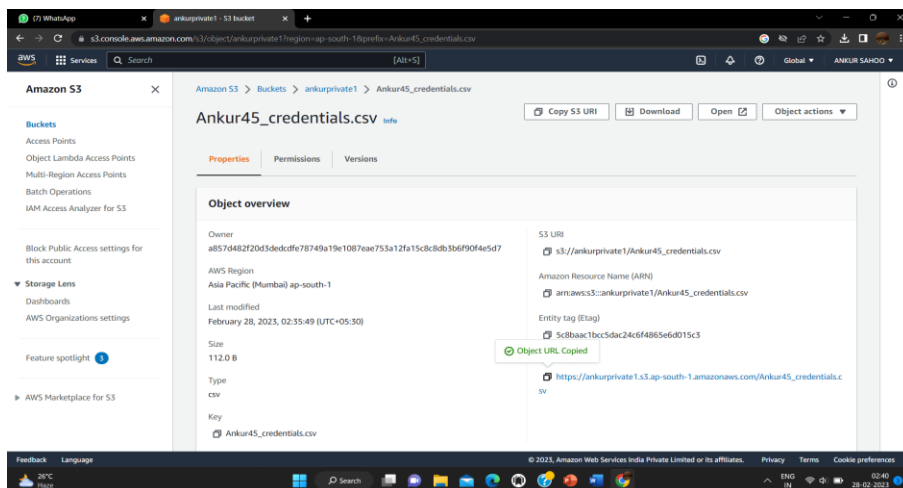 (7) WhatsApp
ankurprivate1 - S3 bucket
s3.console.aws.amazon.com/s3/object/ankurprivate1?region=ap-south-1&prefix=Ankur45_credentials.csv
aws Services Search [Alt+S] Global ANKUR SAHOO
Amazon S3
Buckets
Access Points
Object Lambda Access Points
Multi-Region Access Points
Batch Operations
IAM Access Analyzer for S3
Block Public Access settings for
this account
Storage Lens
Dashboards
AWS Organizations settings
Feature spotlight 3
AWS Marketplace for S3
Amazon S3 > Buckets > ankurprivate1 > Ankur45_credentials.csv
Ankur45_credentials.csv Info
Copy S3 URI Download Open Object actions
Properties Permissions Versions
Object overview
Owner
a857d482f20d3dedcdfe78749a19e1087eae753a12fa15c8c8db3b6f90f4e5d7
AWS Region
Asia Pacific (Mumbai) ap-south-1
Last modified
February 28, 2023, 02:35:49 (UTC+05:30)
Size
112.0 B
Type
csv
Key
Ankur45_credentials.csv
S3 URI
s3://ankurprivate1/Ankur45_credentials.csv
Amazon Resource Name (ARN)
arn:aws:s3:::ankurprivate1/Ankur45_credentials.csv
Entity tag (Etag)
5c8baac1bcc5dac24c6f4865e6d015c3
Object URL Copied
https://ankurprivate1.s3.ap-south-1.amazonaws.com/Ankur45_credentials.c
sv
Feedback Language © 2023, Amazon Web Services India Private Limited or its affiliates. Privacy Terms Cookie preferences
26°C
Haze
Search
ENG
IN
02:40
28-02-2023